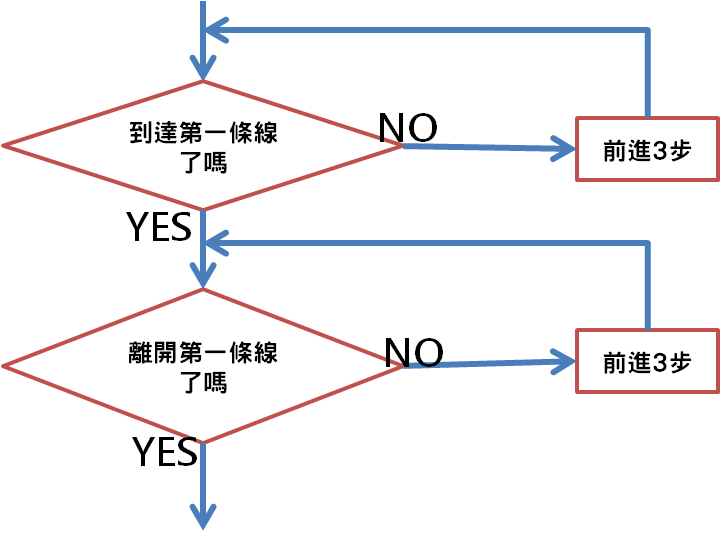 到達第一條線
了嗎
NO
前進3步
YES
離開第一條線
了嗎
NO
前進3步
YES